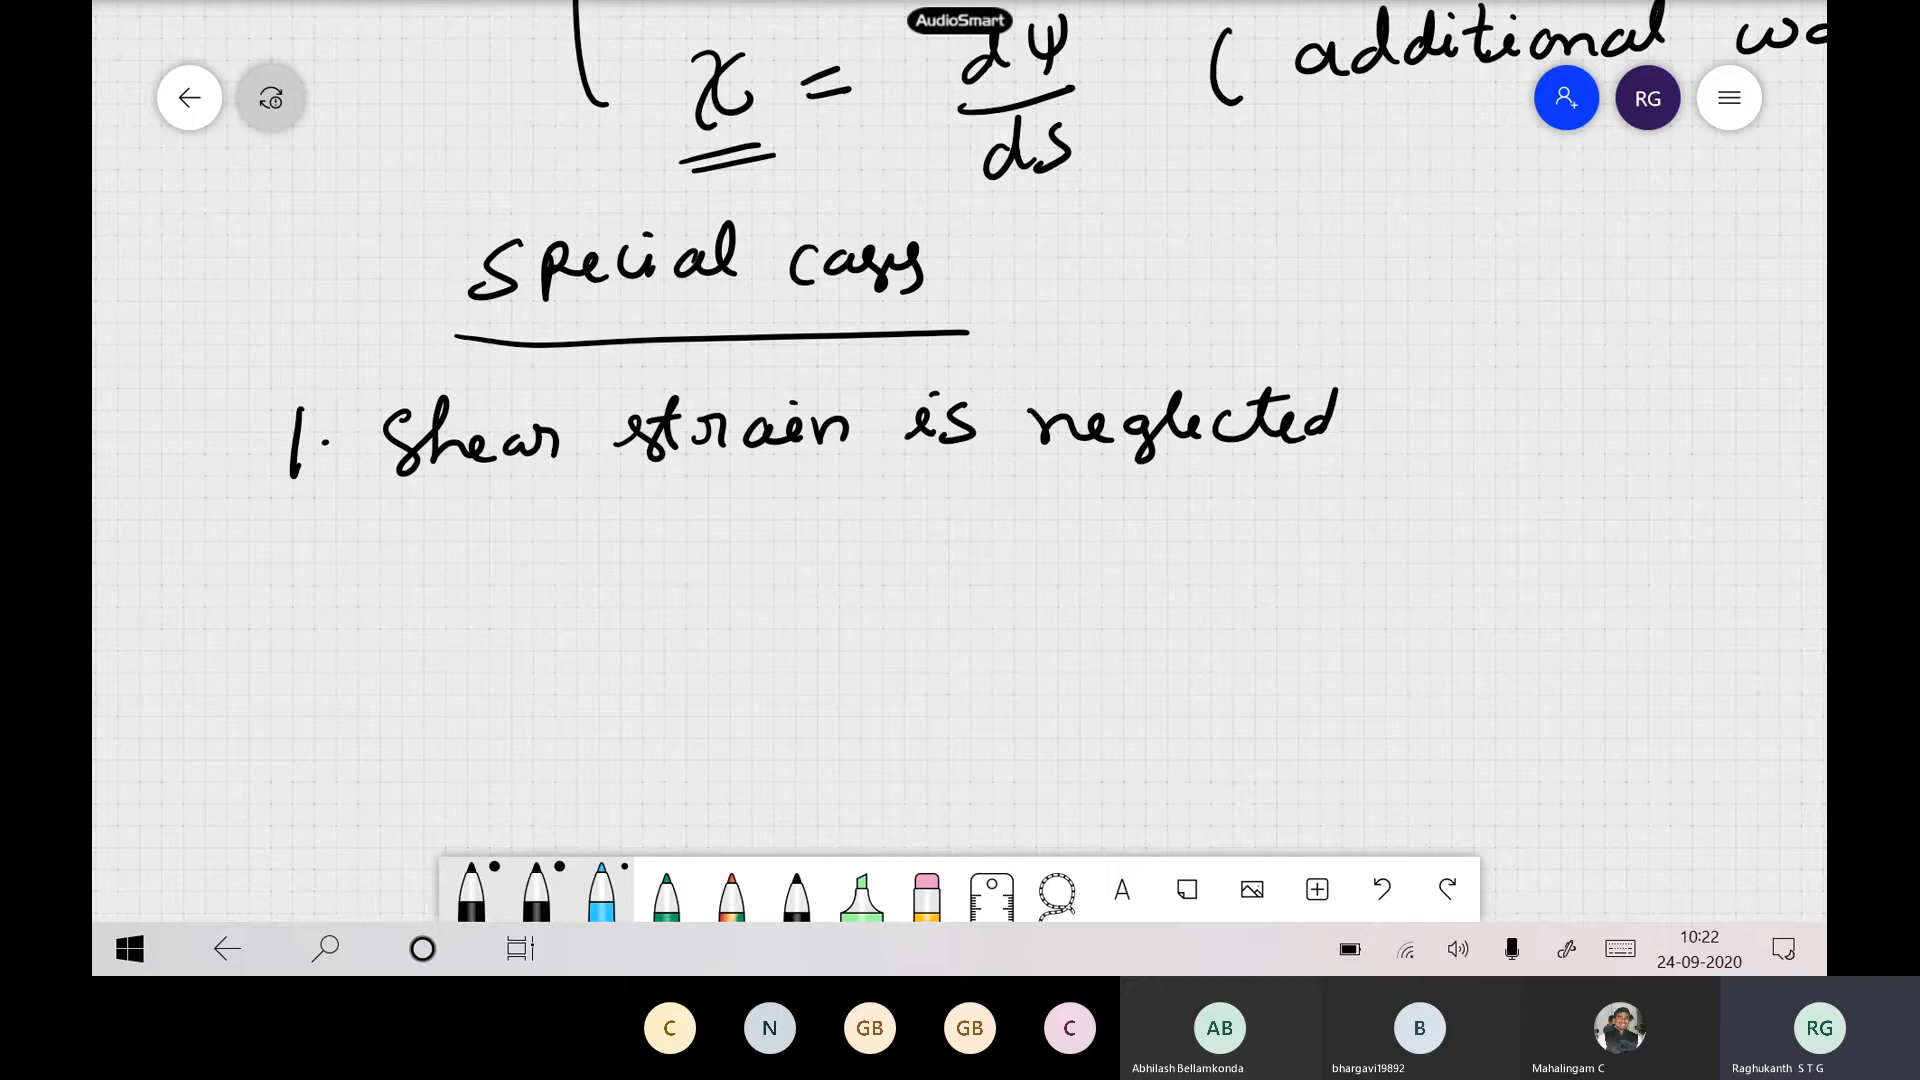 AudioSmart
χ = dψ/ds ( additional
RG
special cases
1. Shear strain is neglected
A
10:22
24-09-2020
C N GB GB C AB B RG
Abhilash Bellamkonda bhargavi19892 Mahalingam C Raghukanth S T G